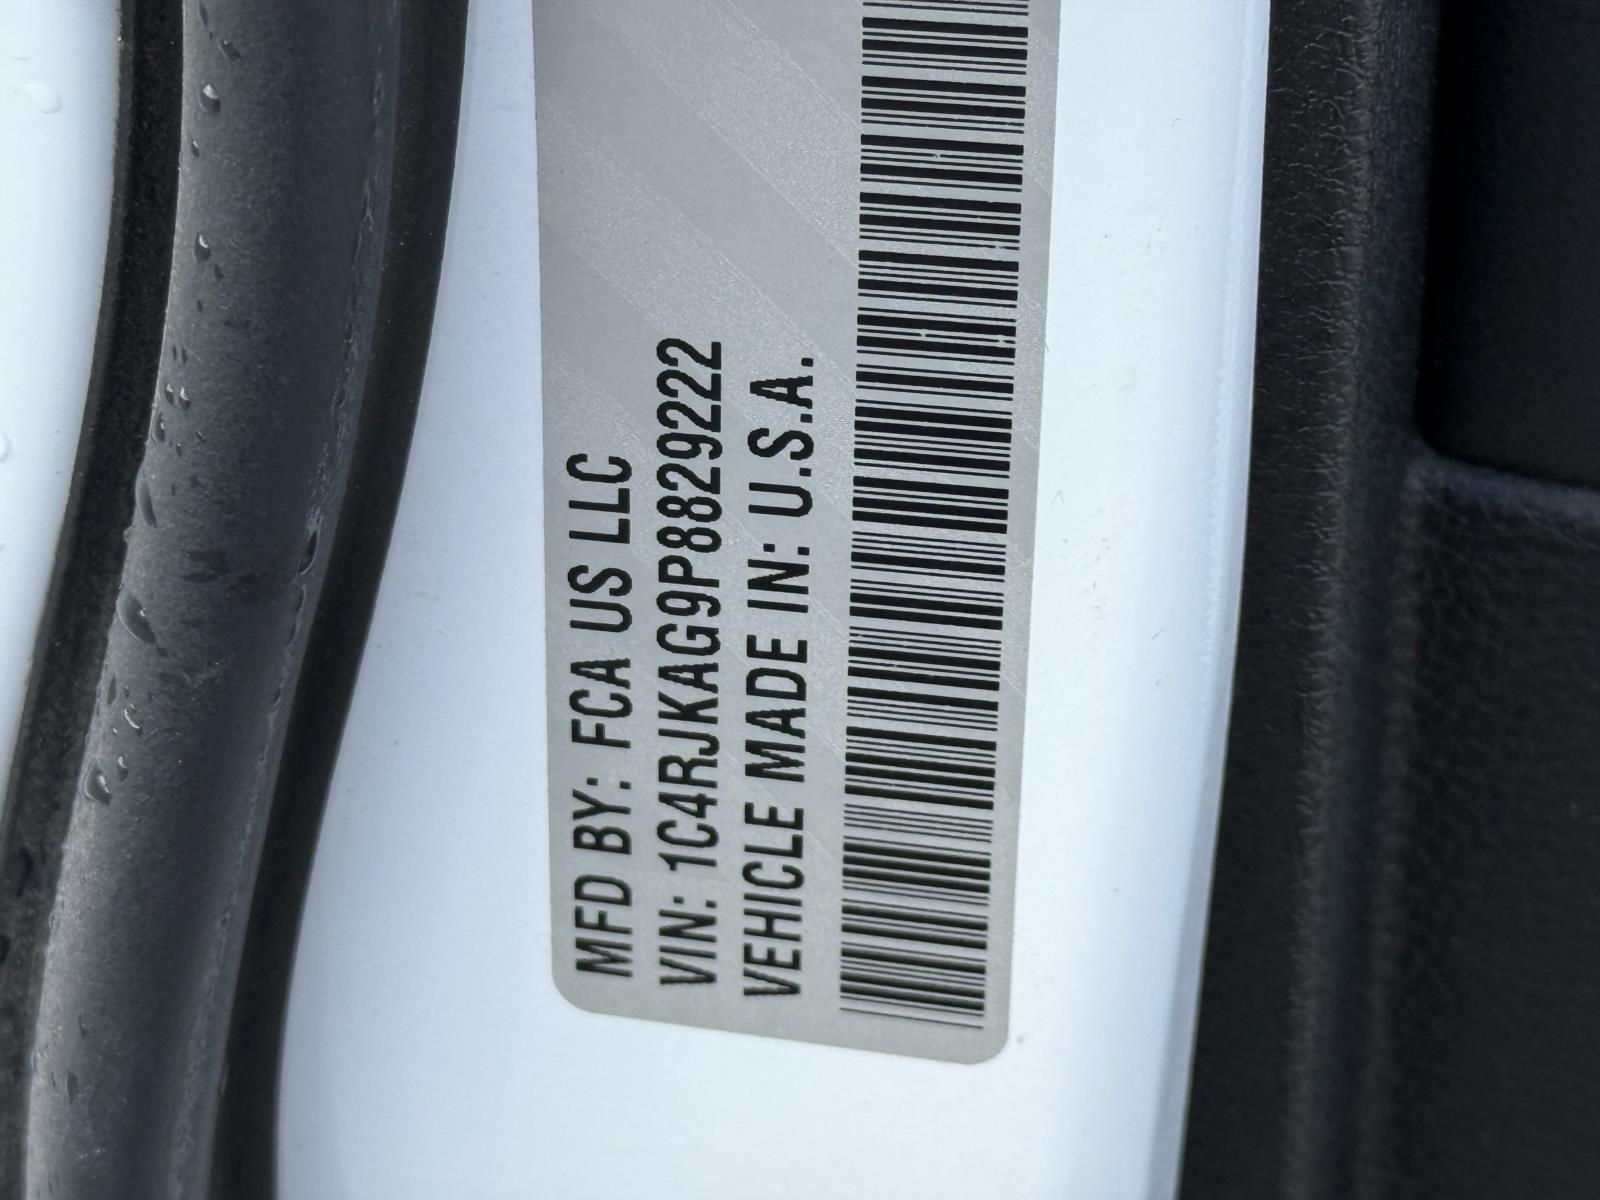 MFD BY: FCA US LLC
VIN: 1C4RJKAG9P8829222
VEHICLE MADE IN: U.S.A.